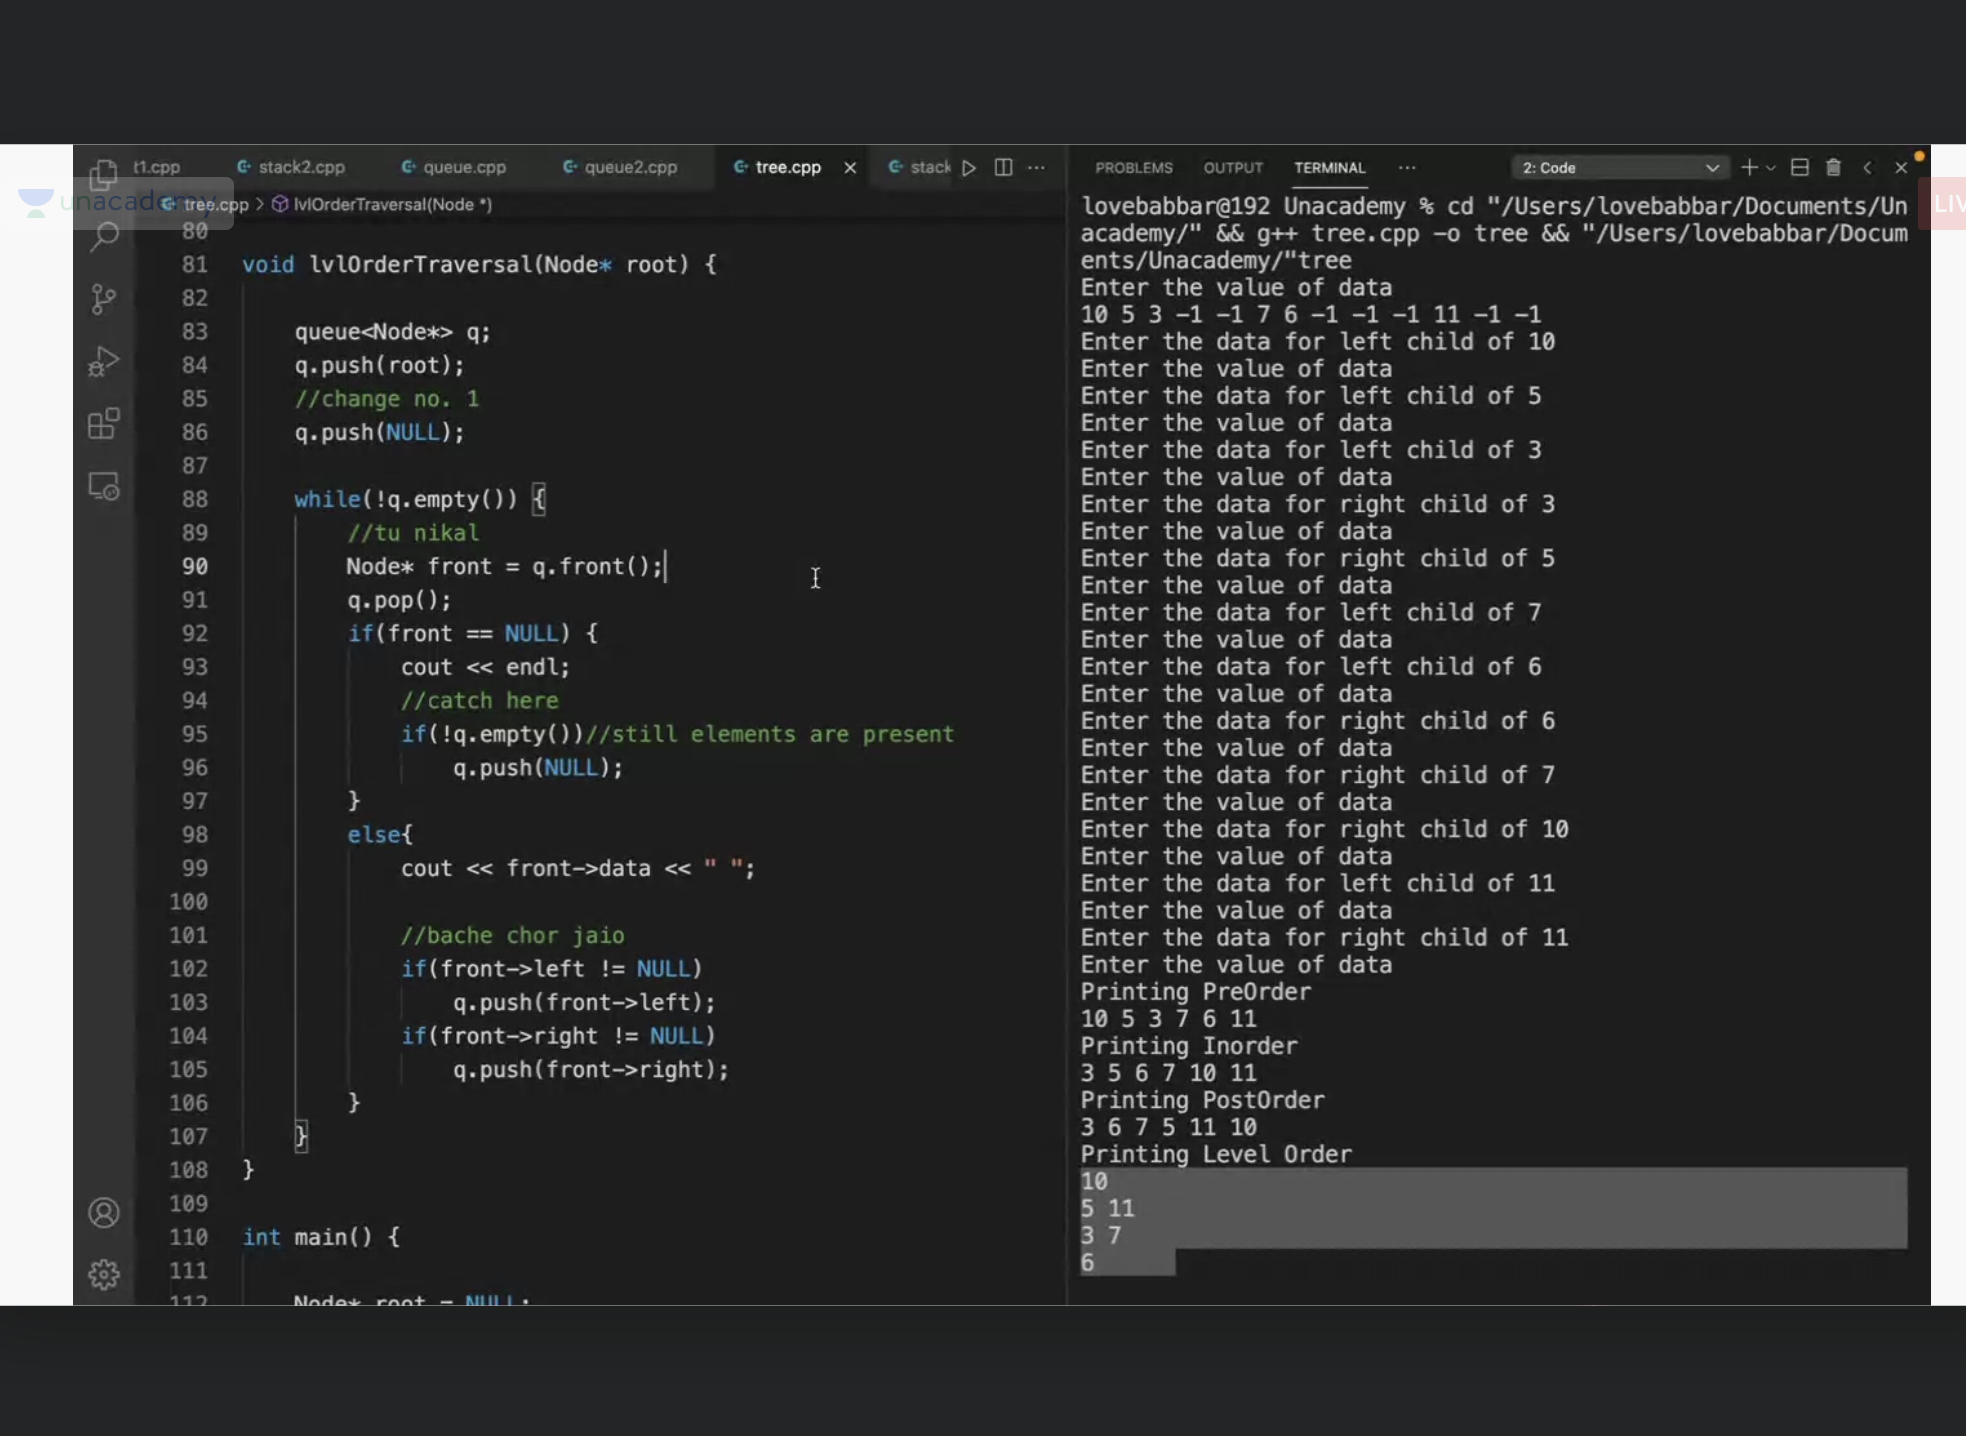 t1.cpp stack2.cpp queue.cpp queue2.cpp tree.cpp stack
unacademy
tree.cpp > lvlOrderTraversal(Node *)
80
81 void lvlOrderTraversal(Node* root) {
82
83 queue<Node*> q;
84 q.push(root);
85 //change no. 1
86 q.push(NULL);
87
88 while(!q.empty()) {
89 //tu nikal
90 Node* front = q.front();
91 q.pop();
92 if(front == NULL) {
93 cout << endl;
94 //catch here
95 if(!q.empty())//still elements are present
96 q.push(NULL);
97 }
98 else{
99 cout << front->data << " ";
100
101 //bache chor jaio
102 if(front->left != NULL)
103 q.push(front->left);
104 if(front->right != NULL)
105 q.push(front->right);
106 }
107 }
108 }
109
110 int main() {
111
112 Node* root = NULL;
PROBLEMS OUTPUT TERMINAL ... 2: Code
LIV
lovebabbar@192 Unacademy % cd "/Users/lovebabbar/Documents/Un
academy/" && g++ tree.cpp -o tree && "/Users/lovebabbar/Docum
ents/Unacademy/"tree
Enter the value of data
10 5 3 -1 -1 7 6 -1 -1 -1 11 -1 -1
Enter the data for left child of 10
Enter the value of data
Enter the data for left child of 5
Enter the value of data
Enter the data for left child of 3
Enter the value of data
Enter the data for right child of 3
Enter the value of data
Enter the data for right child of 5
Enter the value of data
Enter the data for left child of 7
Enter the value of data
Enter the data for left child of 6
Enter the value of data
Enter the data for right child of 6
Enter the value of data
Enter the data for right child of 7
Enter the value of data
Enter the data for right child of 10
Enter the value of data
Enter the data for left child of 11
Enter the value of data
Enter the data for right child of 11
Enter the value of data
Printing PreOrder
10 5 3 7 6 11
Printing Inorder
3 5 6 7 10 11
Printing PostOrder
3 6 7 5 11 10
Printing Level Order
10
5 11
3 7
6